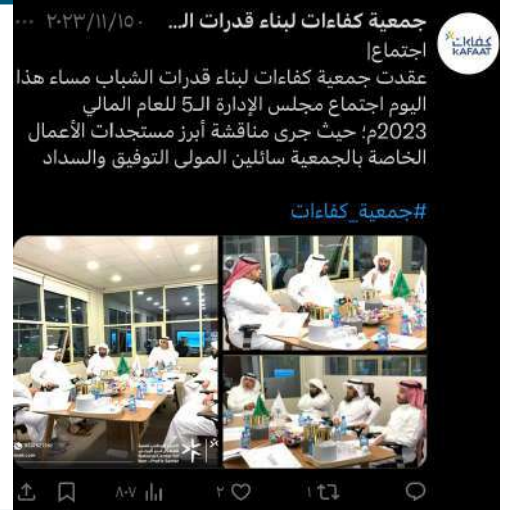 جمعية كفاءات لبناء قدرات الـ... ٢٠٢٣/١١/١٥ ·
اجتماع|
عقدت جمعية كفاءات لبناء قدرات الشباب مساء هذا
اليوم اجتماع مجلس الإدارة الـ5 للعام المالي
2023م؛ حيث جرى مناقشة أبرز مستجدات الأعمال
الخاصة بالجمعية سائلين المولى التوفيق والسداد
#جمعية_كفاءات
كفاءات
KAFAAT
١
٢
٨٠٧